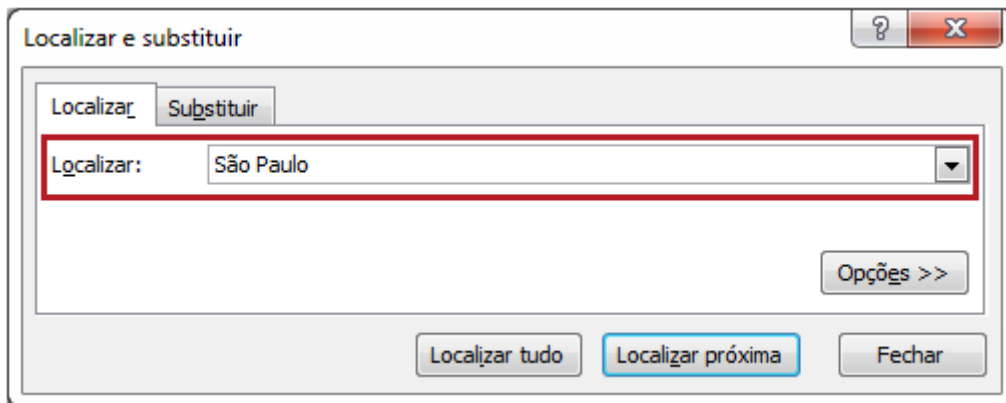 Localizar e substituir
Localizar Substituir
Localizar: São Paulo
Opções >>
Localizar tudo Localizar próxima Fechar